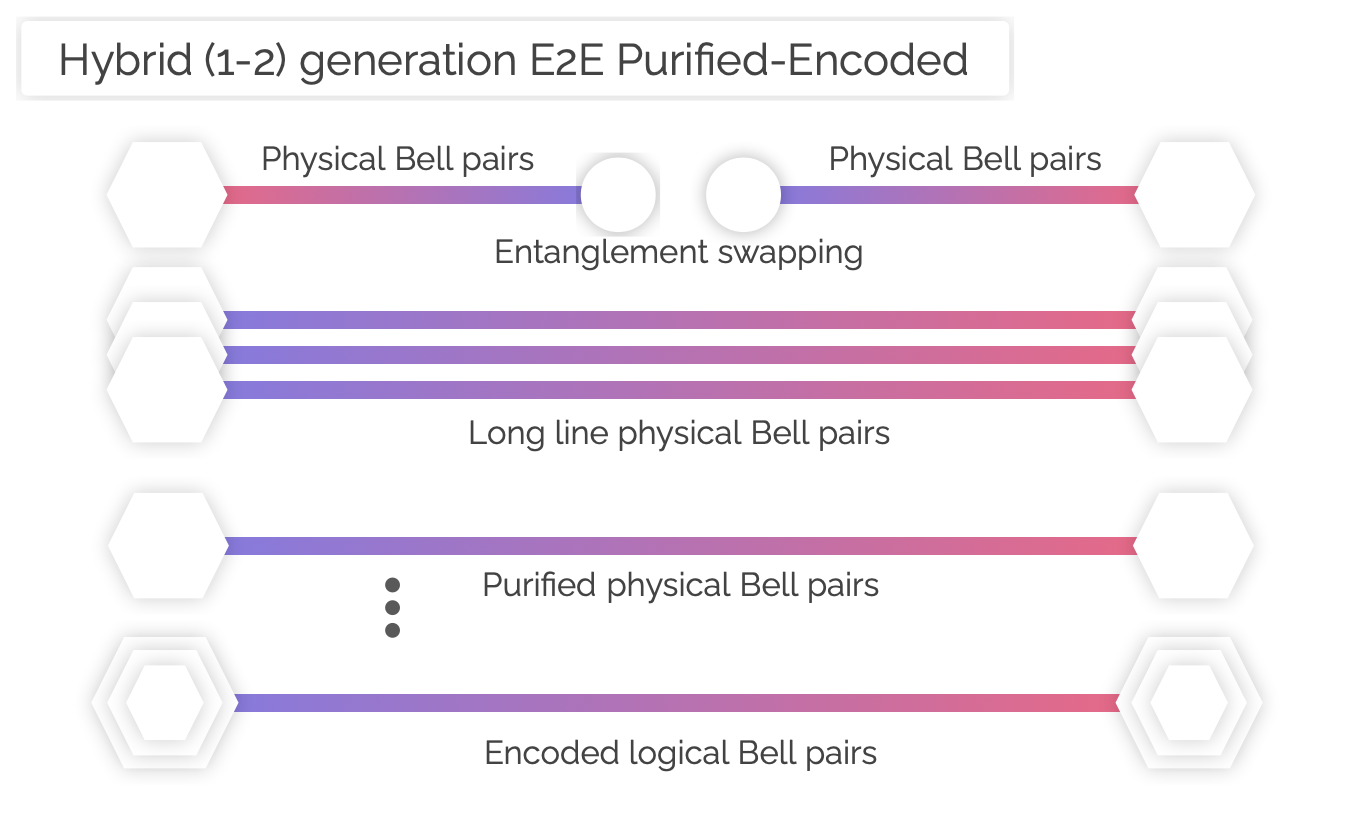 Hybrid (1-2) generation E2E Purified-Encoded
Physical Bell pairs
Physical Bell pairs
Entanglement swapping
Long line physical Bell pairs
Purified physical Bell pairs
Encoded logical Bell pairs